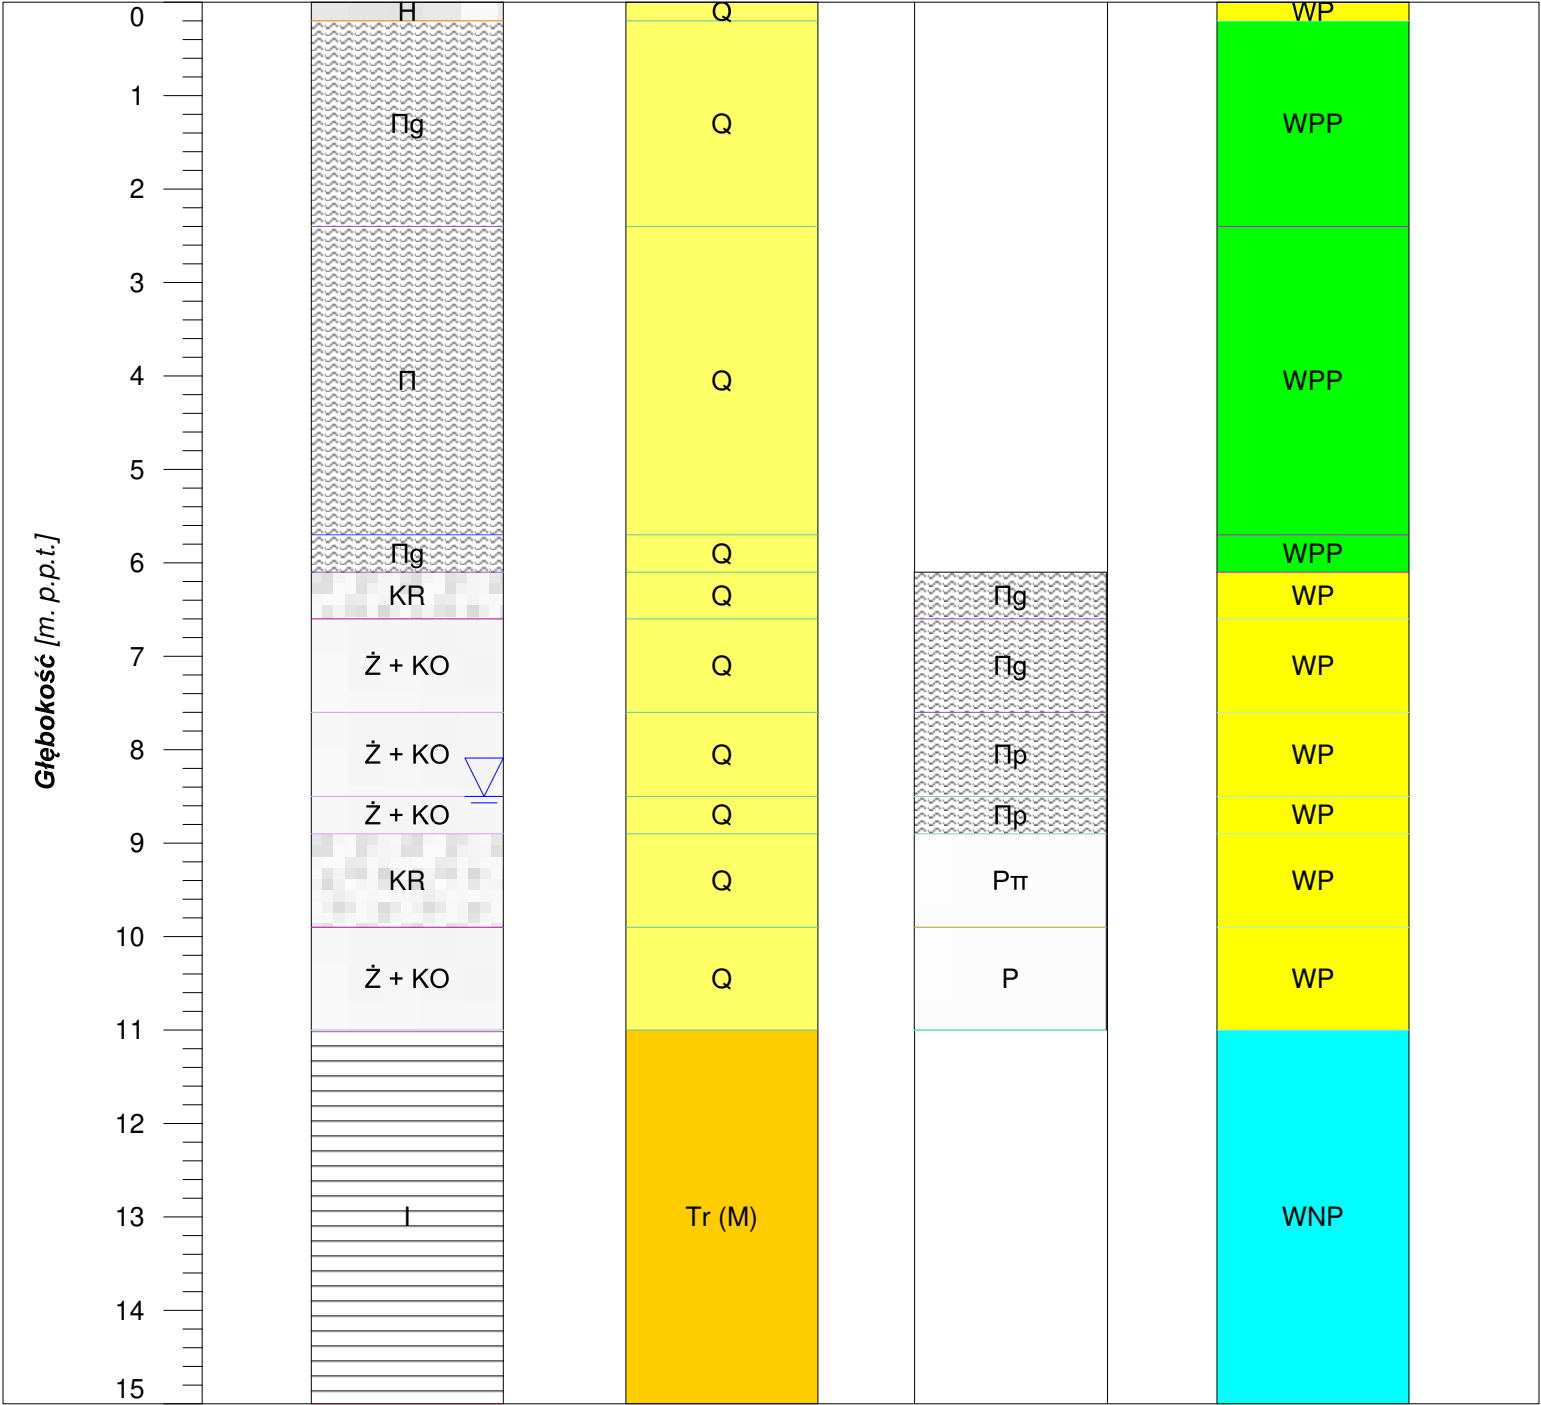 0 H Q WP
Πg Q WPP
1
2
3
4 Π Q WPP
5
Πg Q WPP
6
KR Q Πg WP
7 Ż + KO Q Πg WP
8 Ż + KO Q Πp WP
Ż + KO Q Πp WP
9
KR Q Pπ WP
10
Ż + KO Q P WP
11
12
13 I Tr (M) WNP
14
15
Głębokość [m. p.p.t.]